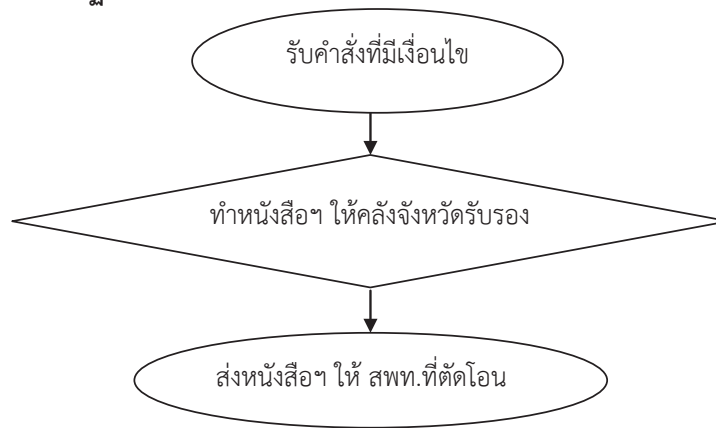 รับคำสั่งที่มีเงื่อนไข
ทำหนังสือฯ ให้คลังจังหวัดรับรอง
ส่งหนังสือฯ ให้ สพท.ที่ตัดโอน